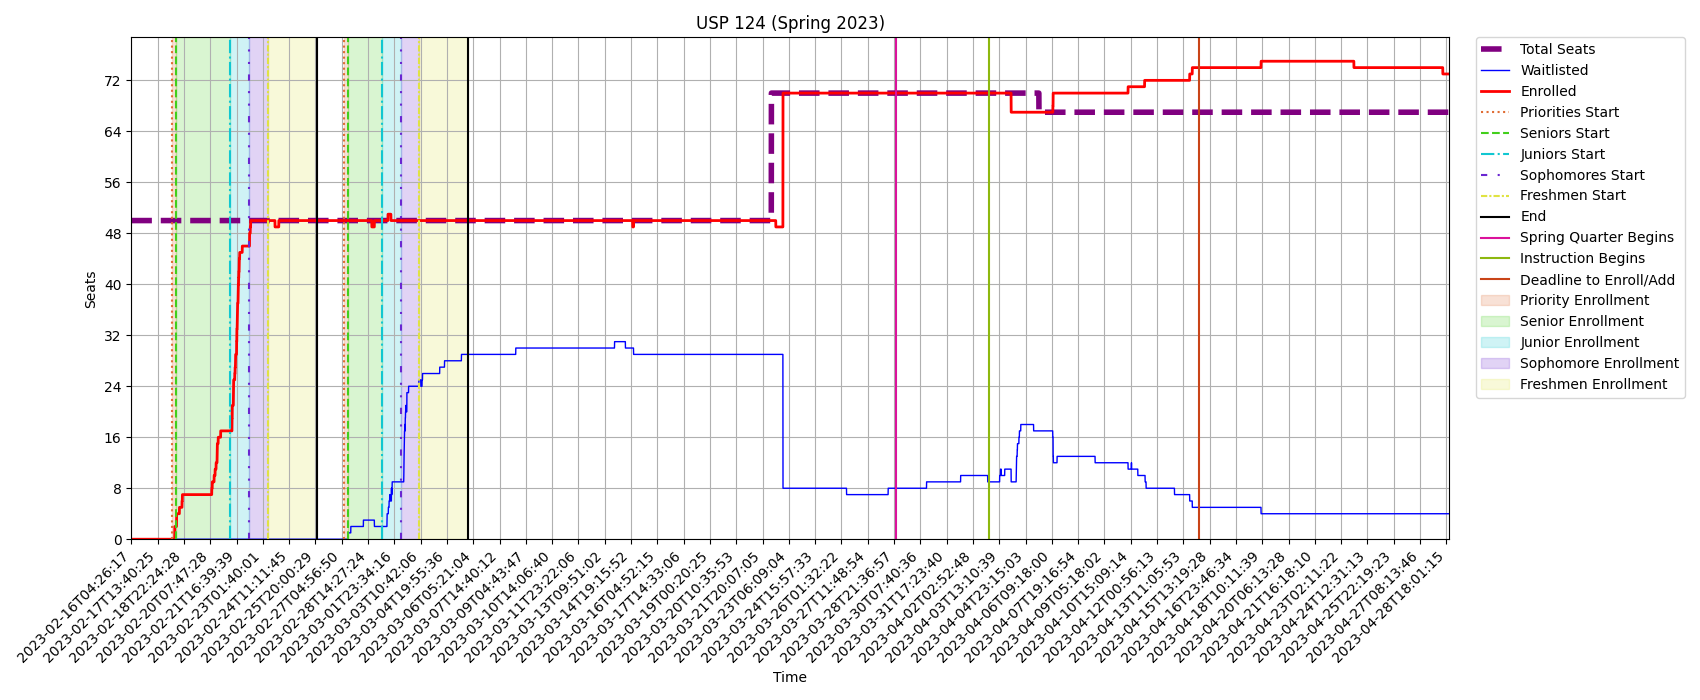 USP 124 (Spring 2023)
Seats
72
64
56
48
40
32
24
16
8
0
2023-02-16T04:26:17
2023-02-17T13:40:25
2023-02-18T22:24:28
2023-02-20T07:47:28
2023-02-21T16:39:39
2023-02-23T01:40:01
2023-02-24T11:11:45
2023-02-25T20:00:29
2023-02-27T04:56:50
2023-02-28T14:27:24
2023-03-01T23:34:16
2023-03-03T10:42:06
2023-03-04T19:55:36
2023-03-06T05:21:04
2023-03-07T14:40:12
2023-03-09T04:43:47
2023-03-10T14:06:40
2023-03-11T23:22:06
2023-03-13T09:51:02
2023-03-14T19:15:52
2023-03-16T04:52:15
2023-03-17T14:33:06
2023-03-19T00:20:25
2023-03-20T10:35:53
2023-03-21T20:07:05
2023-03-23T06:09:04
2023-03-24T15:57:33
2023-03-26T01:32:22
2023-03-27T11:48:54
2023-03-28T21:36:57
2023-03-30T07:40:36
2023-03-31T17:23:40
2023-04-02T02:52:48
2023-04-03T13:10:39
2023-04-04T23:15:03
2023-04-06T09:18:00
2023-04-07T19:16:54
2023-04-09T05:18:02
2023-04-10T15:09:14
2023-04-12T00:56:13
2023-04-13T11:05:53
2023-04-15T13:19:28
2023-04-16T23:46:34
2023-04-18T10:11:39
2023-04-20T06:13:28
2023-04-21T16:18:10
2023-04-23T02:11:22
2023-04-24T12:31:13
2023-04-25T22:19:23
2023-04-27T08:13:46
2023-04-28T18:01:15
Time
Total Seats
Waitlisted
Enrolled
Priorities Start
Seniors Start
Juniors Start
Sophomores Start
Freshmen Start
End
Spring Quarter Begins
Instruction Begins
Deadline to Enroll/Add
Priority Enrollment
Senior Enrollment
Junior Enrollment
Sophomore Enrollment
Freshmen Enrollment